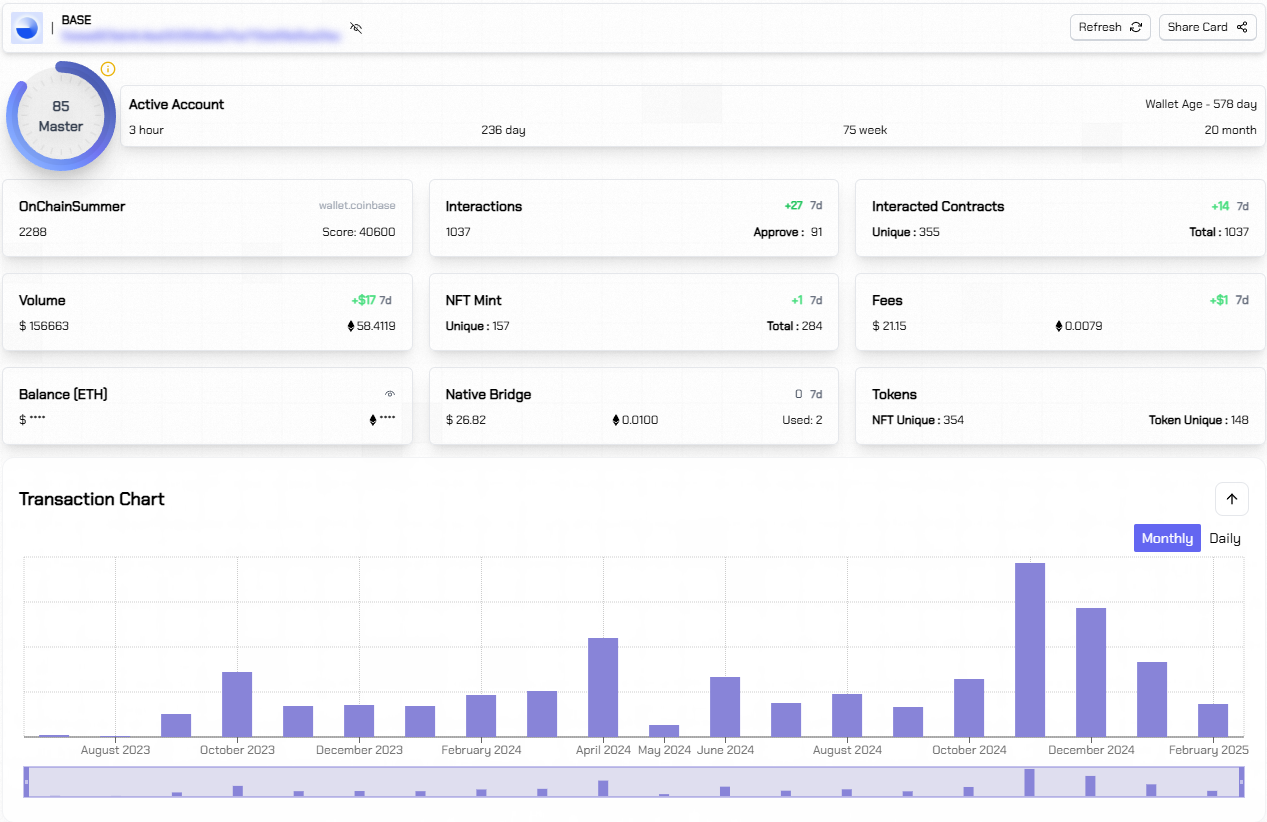 BASE
Refresh
Share Card
85
Master
Active Account
Wallet Age - 578 day
3 hour 236 day 75 week 20 month
OnChainSummer wallet.coinbase
2288 Score: 40600
Interactions +27 7d
1037 Approve : 91
Interacted Contracts +14 7d
Unique : 355 Total : 1037
Volume +$17 7d
$ 156663 58.4119
NFT Mint +1 7d
Unique : 157 Total : 284
Fees +$1 7d
$ 21.15 0.0079
Balance (ETH)
$ **** ****
Native Bridge 0 7d
$ 26.82 0.0100 Used: 2
Tokens
NFT Unique : 354 Token Unique : 148
Transaction Chart
Monthly Daily
August 2023 October 2023 December 2023 February 2024 April 2024 May 2024 June 2024 August 2024 October 2024 December 2024 February 2025